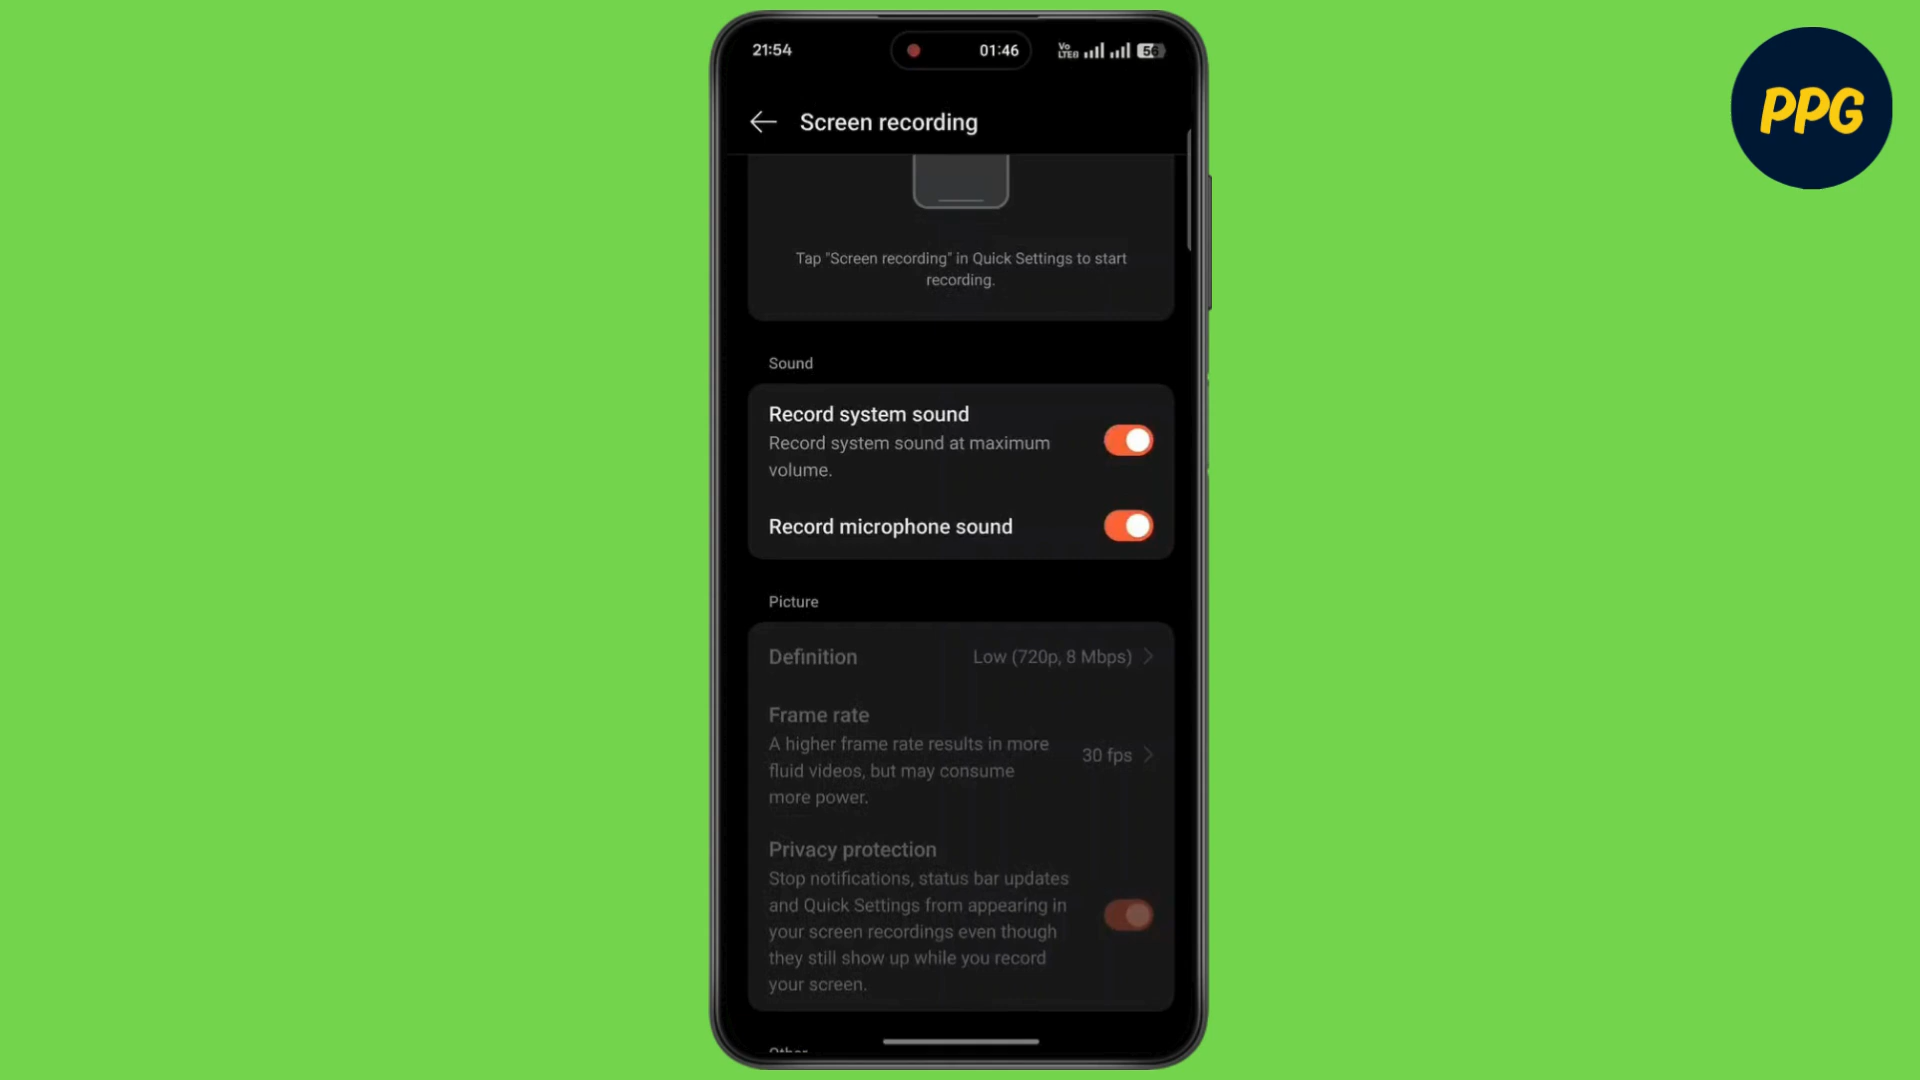 21:54
01:46
Vo
LTE
56
PPG
Screen recording
Tap "Screen recording" in Quick Settings to start
recording.
Sound
Record system sound
Record system sound at maximum
volume.
Record microphone sound
Picture
Definition
Low (720p, 8 Mbps)
Frame rate
A higher frame rate results in more
fluid videos, but may consume
more power.
30 fps
Privacy protection
Stop notifications, status bar updates
and Quick Settings from appearing in
your screen recordings even though
they still show up while you record
your screen.